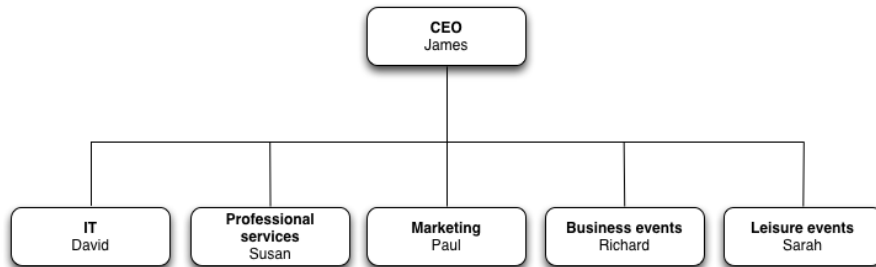 CEO
James
IT
David
Professional
services
Susan
Marketing
Paul
Business events
Richard
Leisure events
Sarah